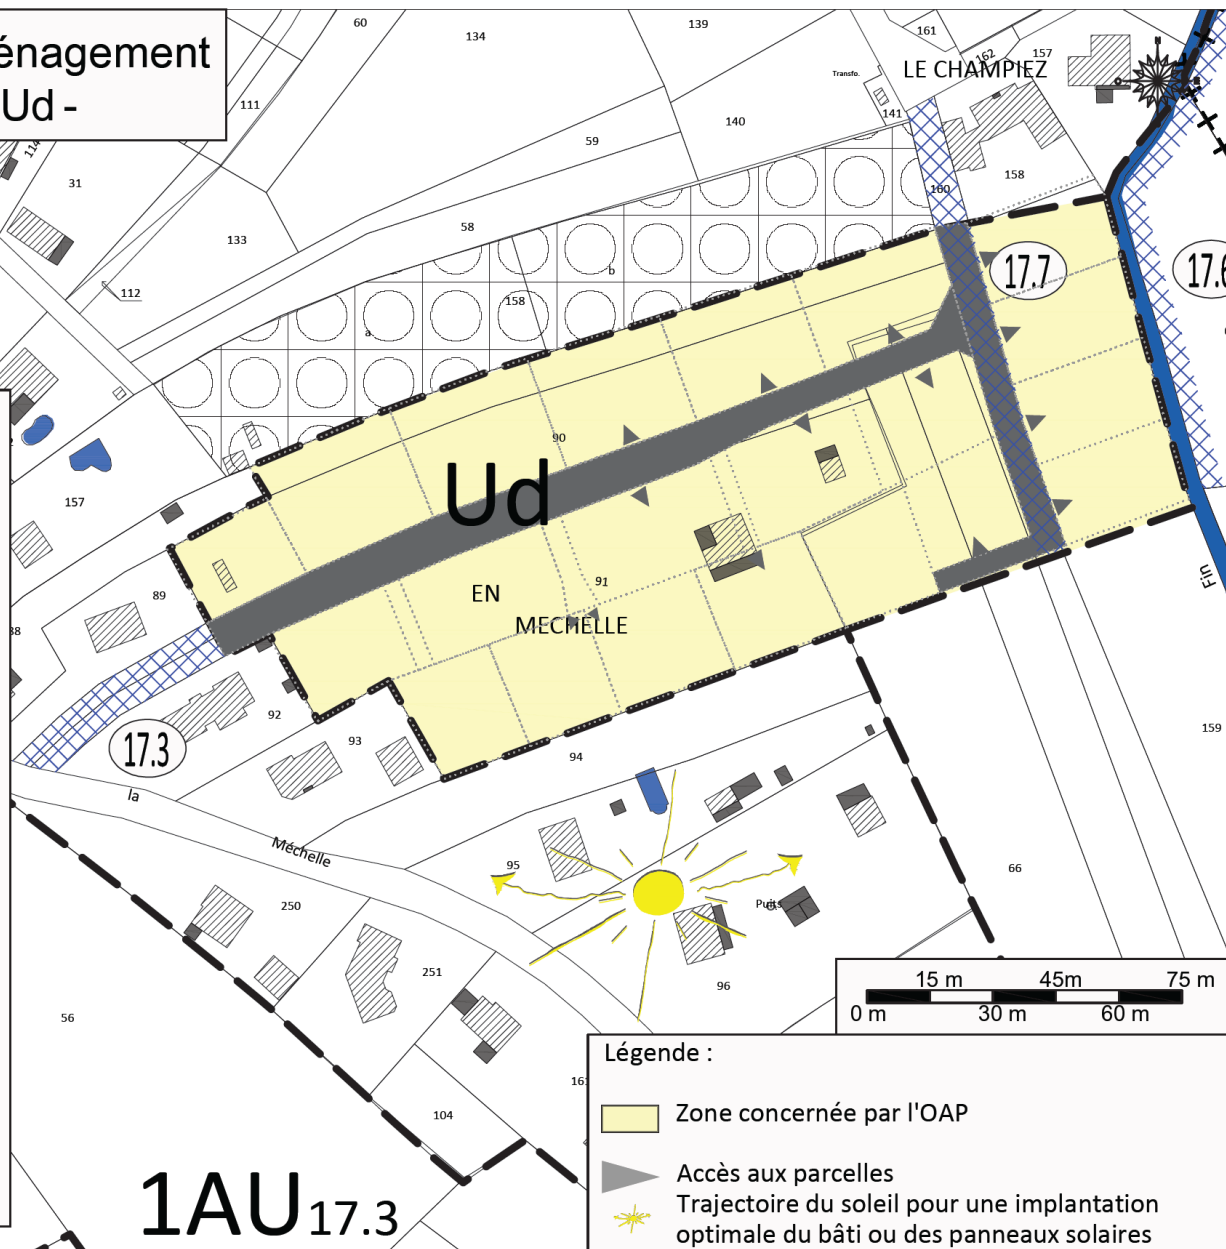 énagement
Ud -
60
134
139
161
162
157
LE CHAMPIEZ
Transfo.
141
111
114
140
59
31
158
160
58
133
b
17.7
17.6
112
158
a
90
Ud
157
91
EN
MECHELLE
Fin
89
88
92
17.3
93
94
159
la
Méchelle
95
66
Puits
250
251
96
56
15 m 45m 75 m
0 m 30 m 60 m
Légende :
104
Zone concernée par l'OAP
Accès aux parcelles
Trajectoire du soleil pour une implantation
optimale du bâti ou des panneaux solaires
1AU 17.3